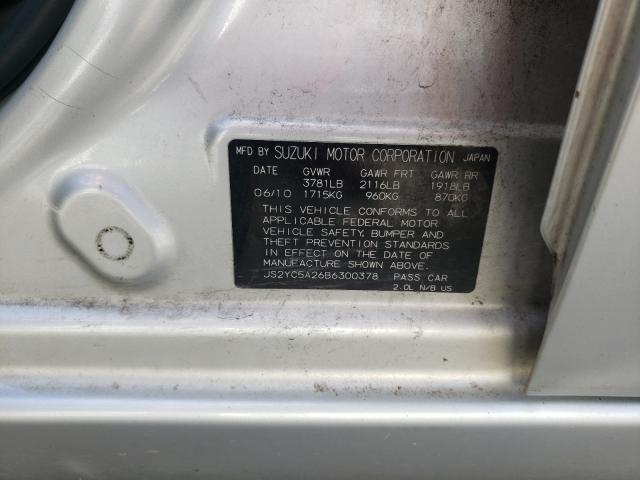 MFD BY SUZUKI MOTOR CORPORATION JAPAN
DATE GVWR GAWR FRT GAWR RR
3781LB 2116LB 1918LB
06/10 1715KG 960KG 870KG
THIS VEHICLE CONFORMS TO ALL
APPLICABLE FEDERAL MOTOR
VEHICLE SAFETY, BUMPER AND
THEFT PREVENTION STANDARDS
IN EFFECT ON THE DATE OF
MANUFACTURE SHOWN ABOVE.
JS2YC5A26B6300378 PASS CAR
2.0L N/B US